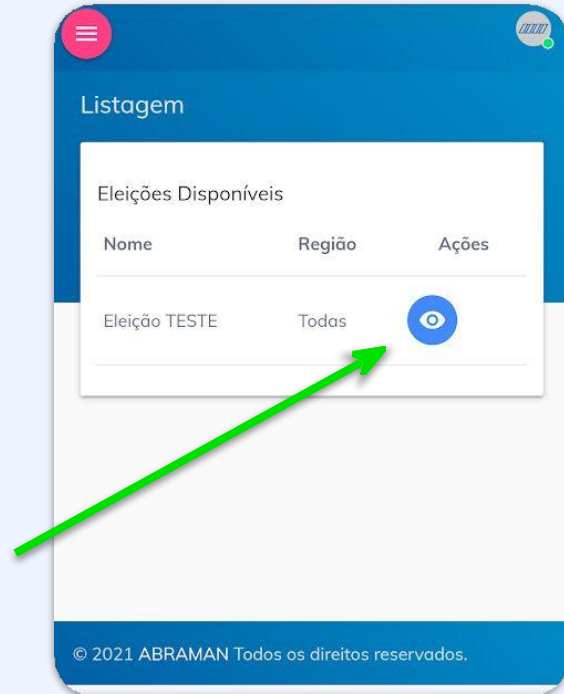 Listagem
Eleições Disponíveis
Nome Região Ações
Eleição TESTE Todas
© 2021 ABRAMAN Todos os direitos reservados.